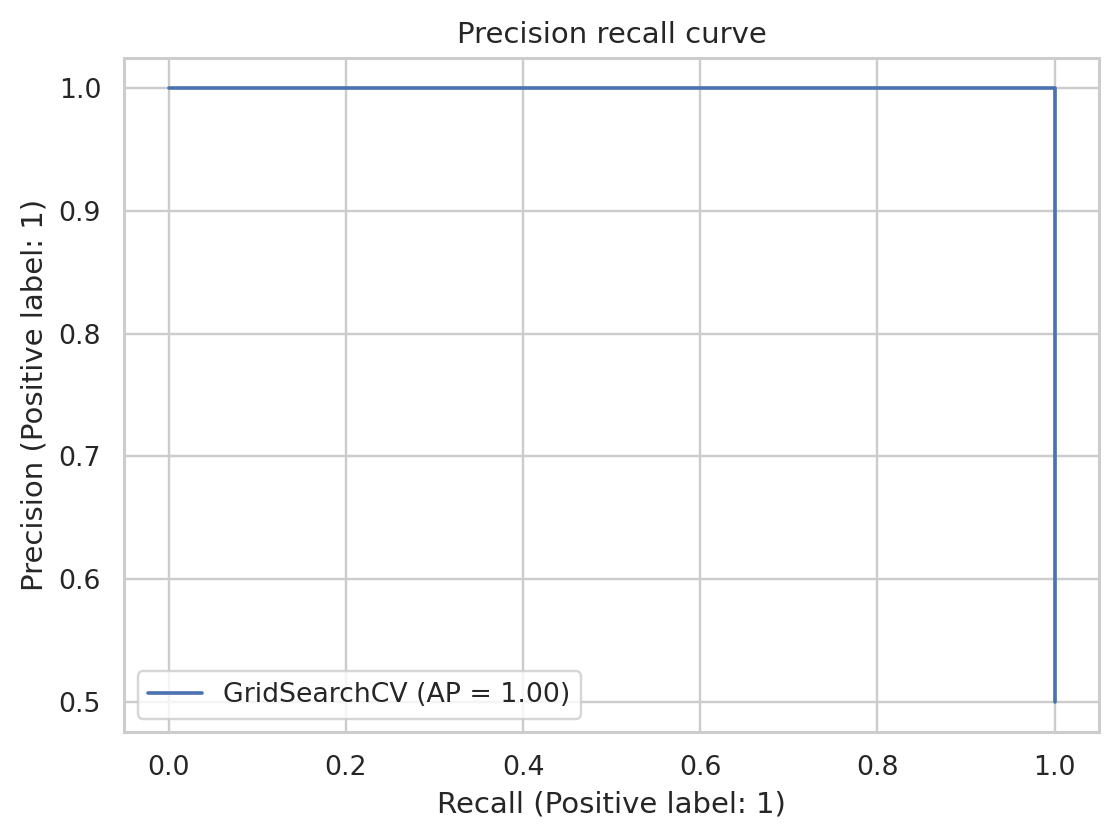 Precision recall curve
Precision (Positive label: 1)
1.0
0.9
0.8
0.7
0.6
0.5
GridSearchCV (AP = 1.00)
0.0 0.2 0.4 0.6 0.8 1.0
Recall (Positive label: 1)